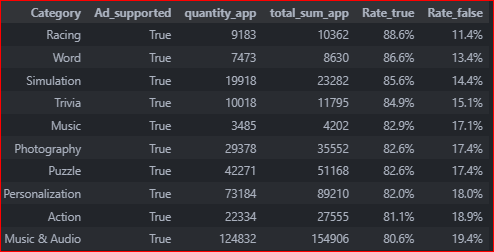 Category Ad_supported quantity_app total_sum_app Rate_true Rate_false
Racing True 9183 10362 88.6% 11.4%
Word True 7473 8630 86.6% 13.4%
Simulation True 19918 23282 85.6% 14.4%
Trivia True 10018 11795 84.9% 15.1%
Music True 3485 4202 82.9% 17.1%
Photography True 29378 35552 82.6% 17.4%
Puzzle True 42271 51168 82.6% 17.4%
Personalization True 73184 89210 82.0% 18.0%
Action True 22334 27555 81.1% 18.9%
Music & Audio True 124832 154906 80.6% 19.4%